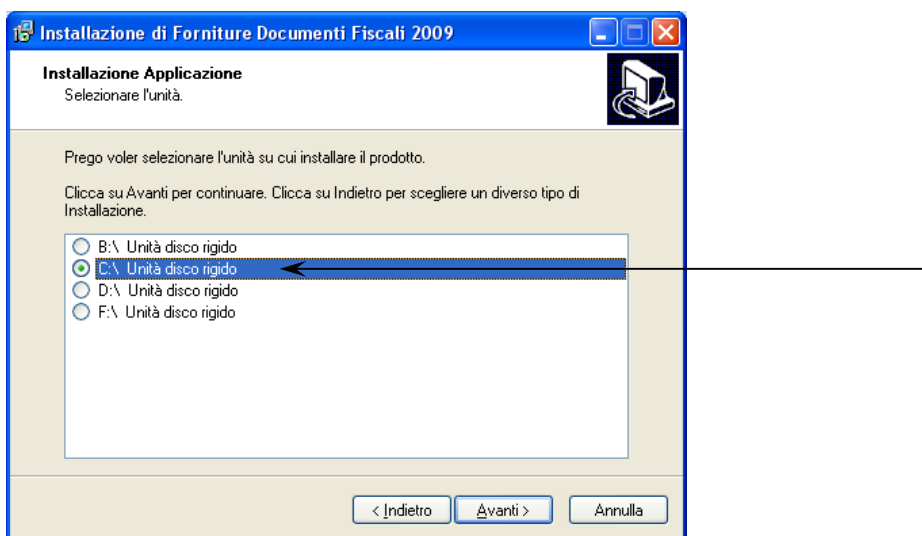 Installazione di Forniture Documenti Fiscali 2009
Installazione Applicazione
Selezionare l'unità.
Prego voler selezionare l'unità su cui installare il prodotto.
Clicca su Avanti per continuare. Clicca su Indietro per scegliere un diverso tipo di
Installazione.
B:\ Unità disco rigido
C:\ Unità disco rigido
D:\ Unità disco rigido
F:\ Unità disco rigido
< Indietro
Avanti >
Annulla